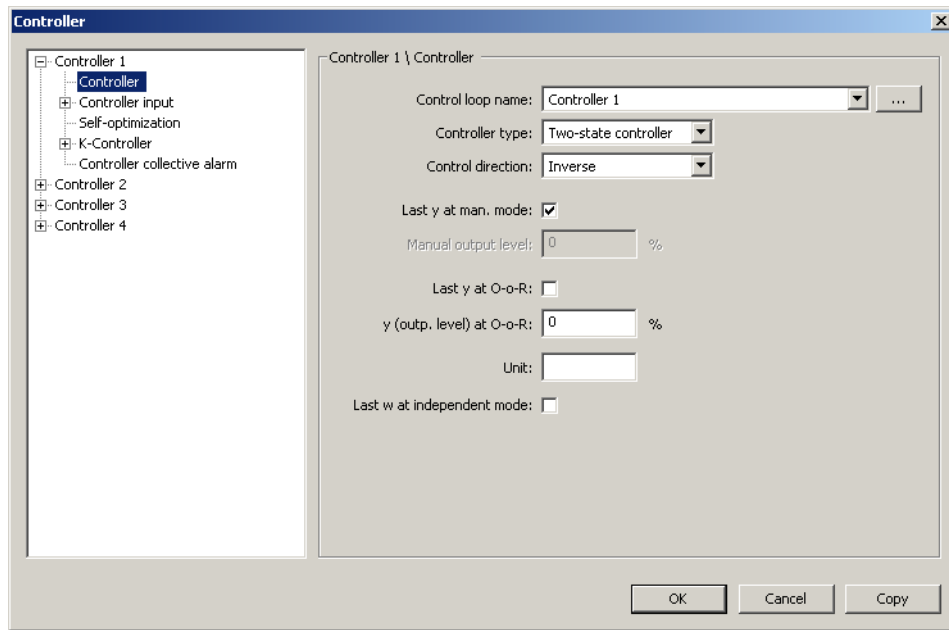 Controller
Controller 1
Controller
Controller input
Self-optimization
K-Controller
Controller collective alarm
Controller 2
Controller 3
Controller 4
Controller 1 \ Controller
Control loop name: Controller 1 ...
Controller type: Two-state controller
Control direction: Inverse
Last y at man. mode:
Manual output level: 0 %
Last y at O-o-R:
y (outp. level) at O-o-R: 0 %
Unit:
Last w at independent mode:
OK Cancel Copy